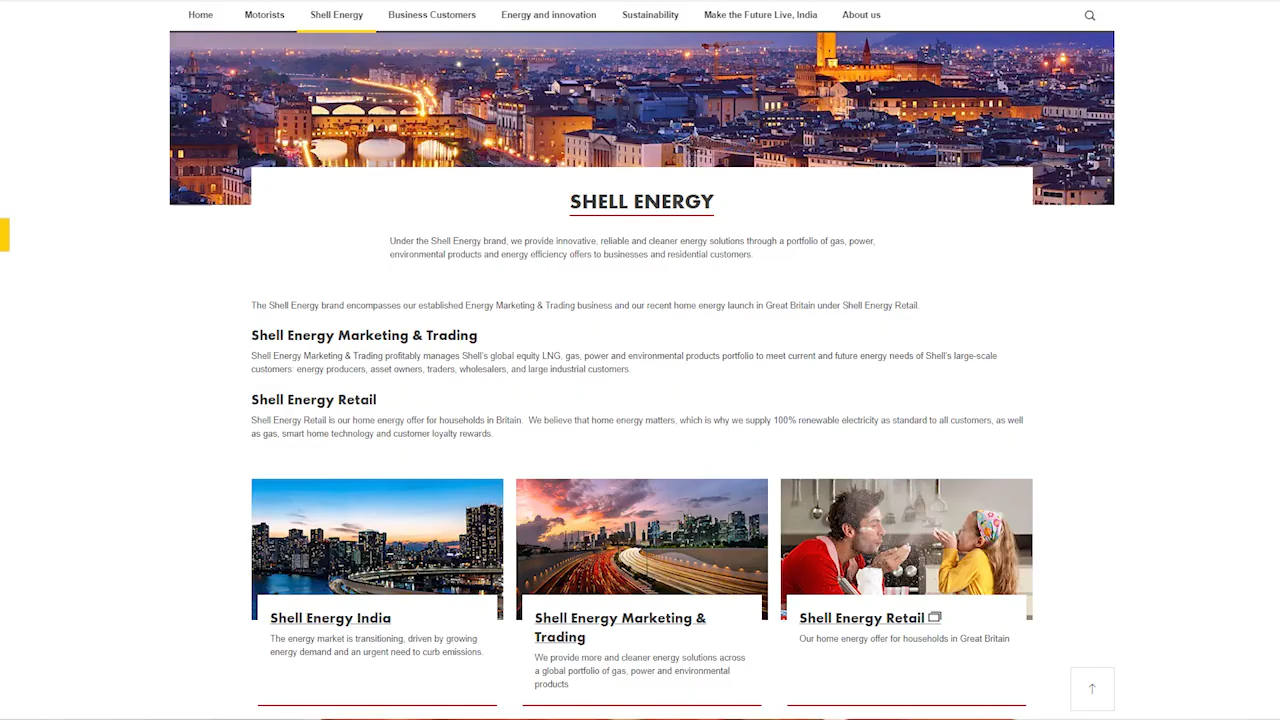 Home Motorists Shell Energy Business Customers Energy and innovation Sustainability Make the Future Live, India About us
SHELL ENERGY
Under the Shell Energy brand, we provide innovative, reliable and cleaner energy solutions through a portfolio of gas, power,
environmental products and energy efficiency offers to businesses and residential customers.
The Shell Energy brand encompasses our established Energy Marketing & Trading business and our recent home energy launch in Great Britain under Shell Energy Retail.
Shell Energy Marketing & Trading
Shell Energy Marketing & Trading profitably manages Shell's global equity LNG, gas, power and environmental products portfolio to meet current and future energy needs of Shell's large-scale
customers: energy producers, asset owners, traders, wholesalers, and large industrial customers.
Shell Energy Retail
Shell Energy Retail is our home energy offer for households in Britain. We believe that home energy matters, which is why we supply 100% renewable electricity as standard to all customers, as well
as gas, smart home technology and customer loyalty rewards.
Shell Energy India
The energy market is transitioning, driven by growing
energy demand and an urgent need to curb emissions.
Shell Energy Marketing &
Trading
We provide more and cleaner energy solutions across
a global portfolio of gas, power and environmental
products
Shell Energy Retail
Our home energy offer for households in Great Britain